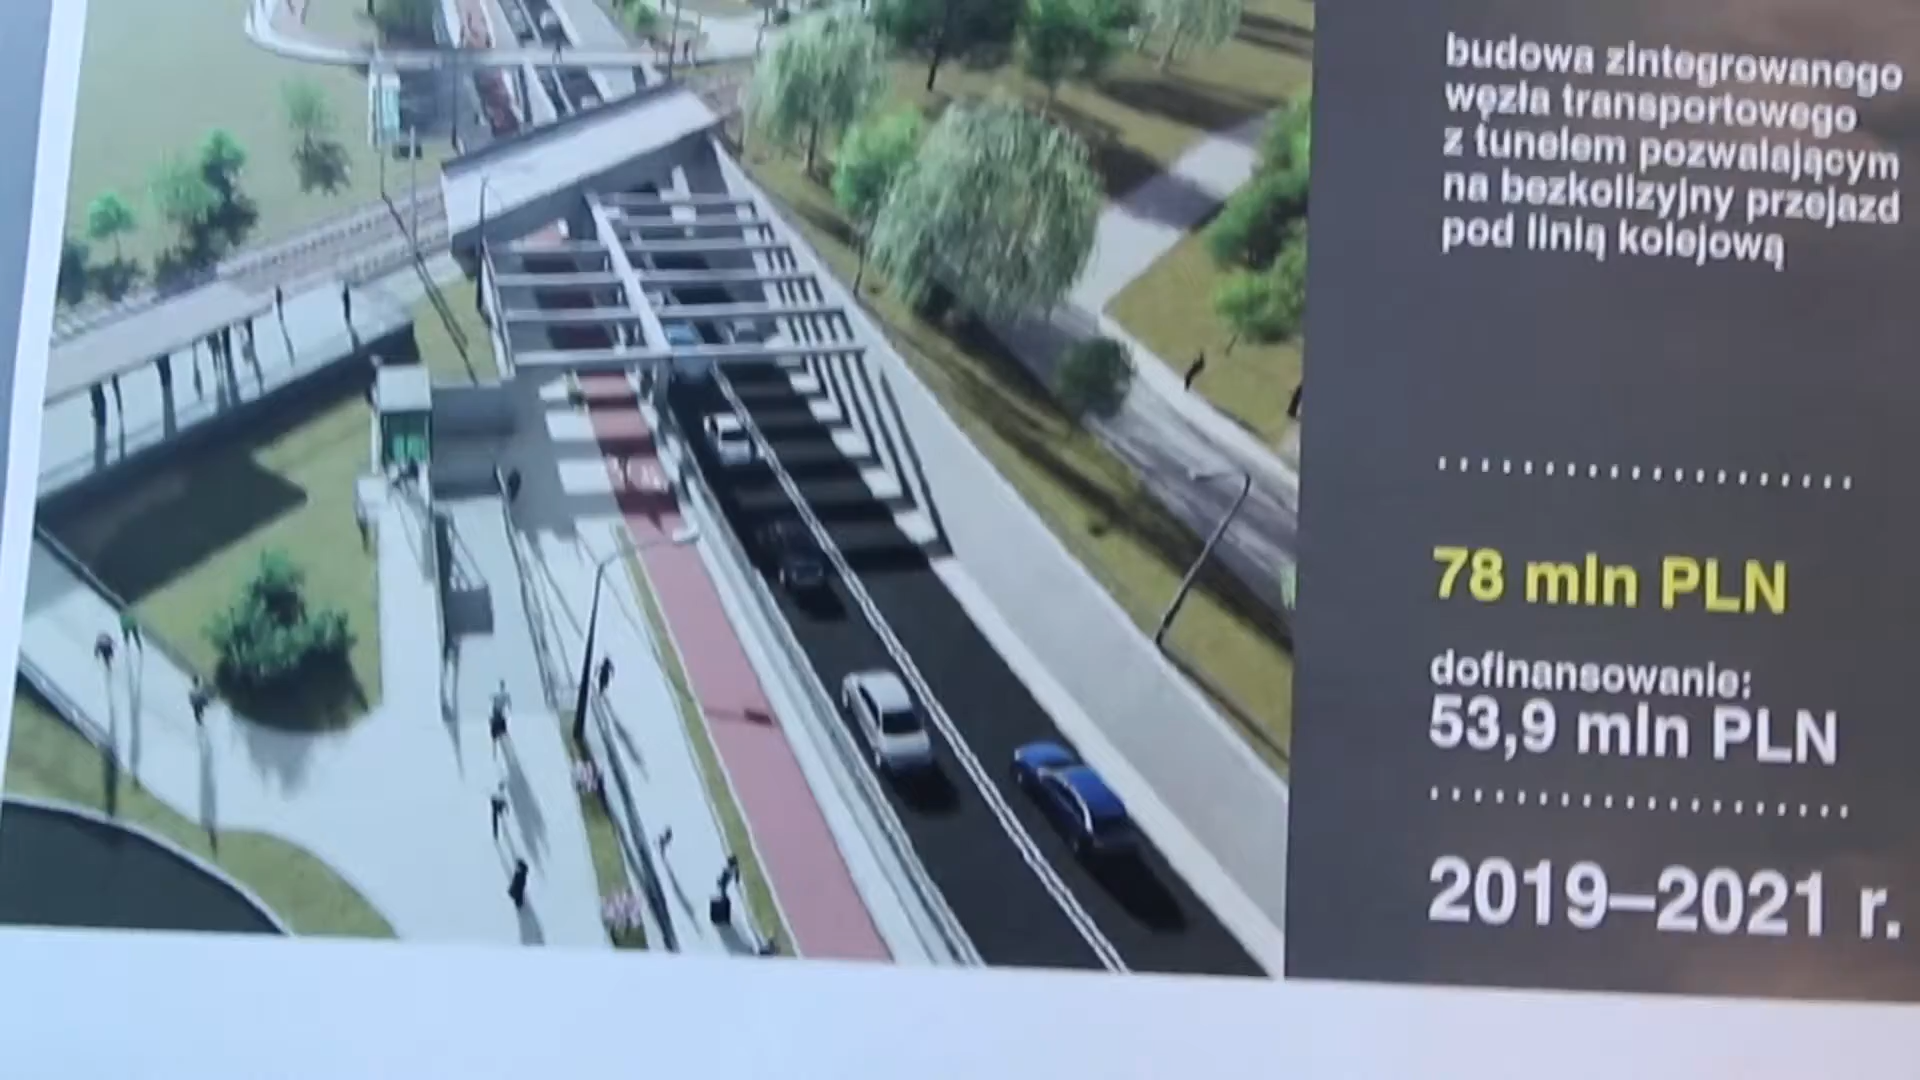 budowa zintegrowanego
węzła transportowego
z tunelem pozwalającym
na bezkolizyjny przejazd
pod linią kolejową
78 mln PLN
dofinansowanie:
53,9 mln PLN
2019–2021 r.